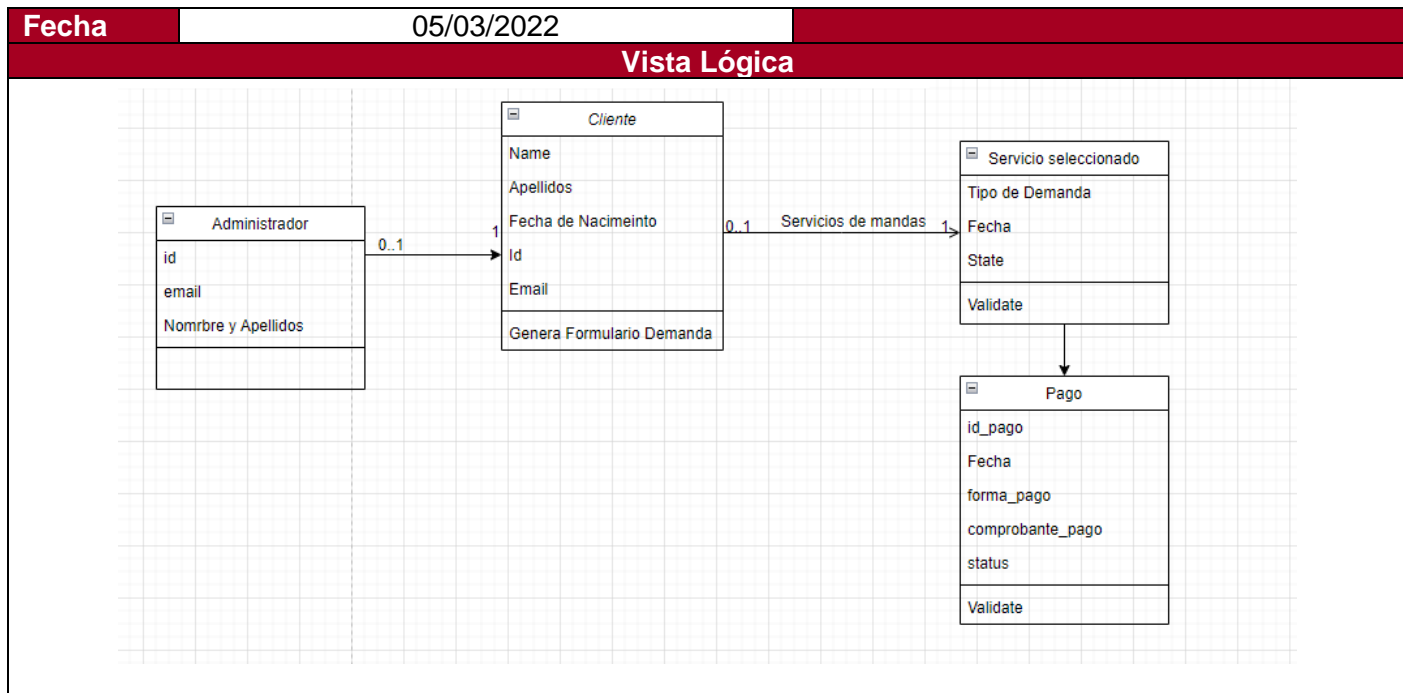 Fecha 05/03/2022
Vista Lógica
Administrador
id
email
Nomrbre y Apellidos
0..1
1
Cliente
Name
Apellidos
Fecha de Nacimeinto
Id
Email
Genera Formulario Demanda
0..1 Servicios de mandas 1
Servicio seleccionado
Tipo de Demanda
Fecha
State
Validate
Pago
id_pago
Fecha
forma_pago
comprobante_pago
status
Validate